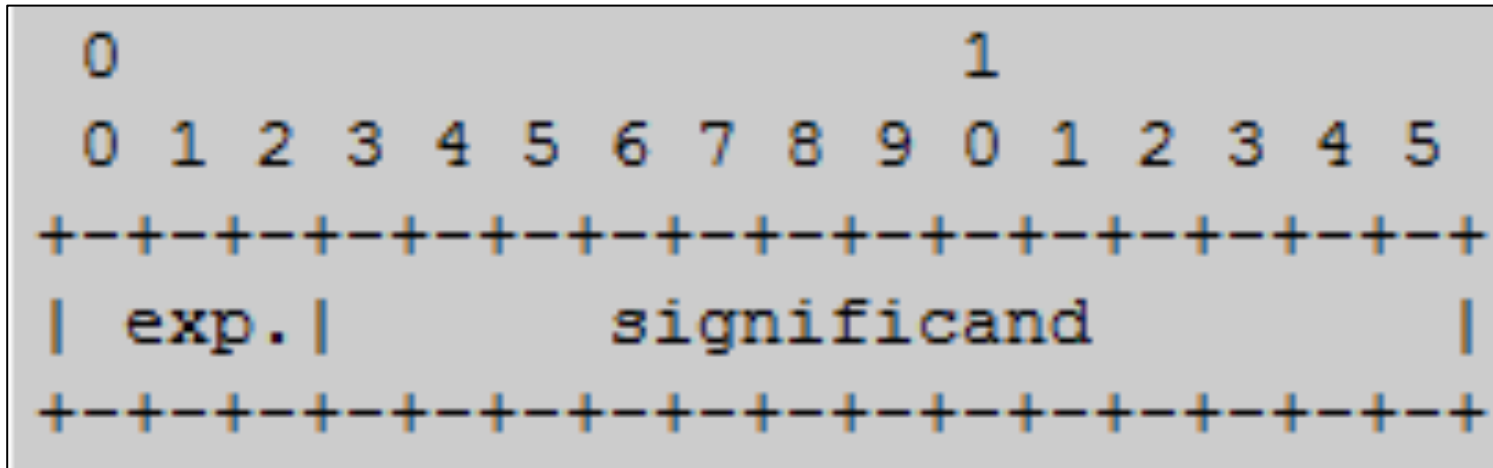 0                   1
0 1 2 3 4 5 6 7 8 9 0 1 2 3 4 5
+-+-+-+-+-+-+-+-+-+-+-+-+-+-+-+-+
| exp.|      significand        |
+-+-+-+-+-+-+-+-+-+-+-+-+-+-+-+-+